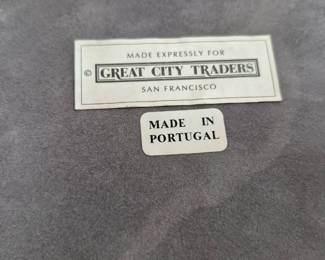 MADE EXPRESSLY FOR
© GREAT CITY TRADERS
SAN FRANCISCO
MADE IN
PORTUGAL